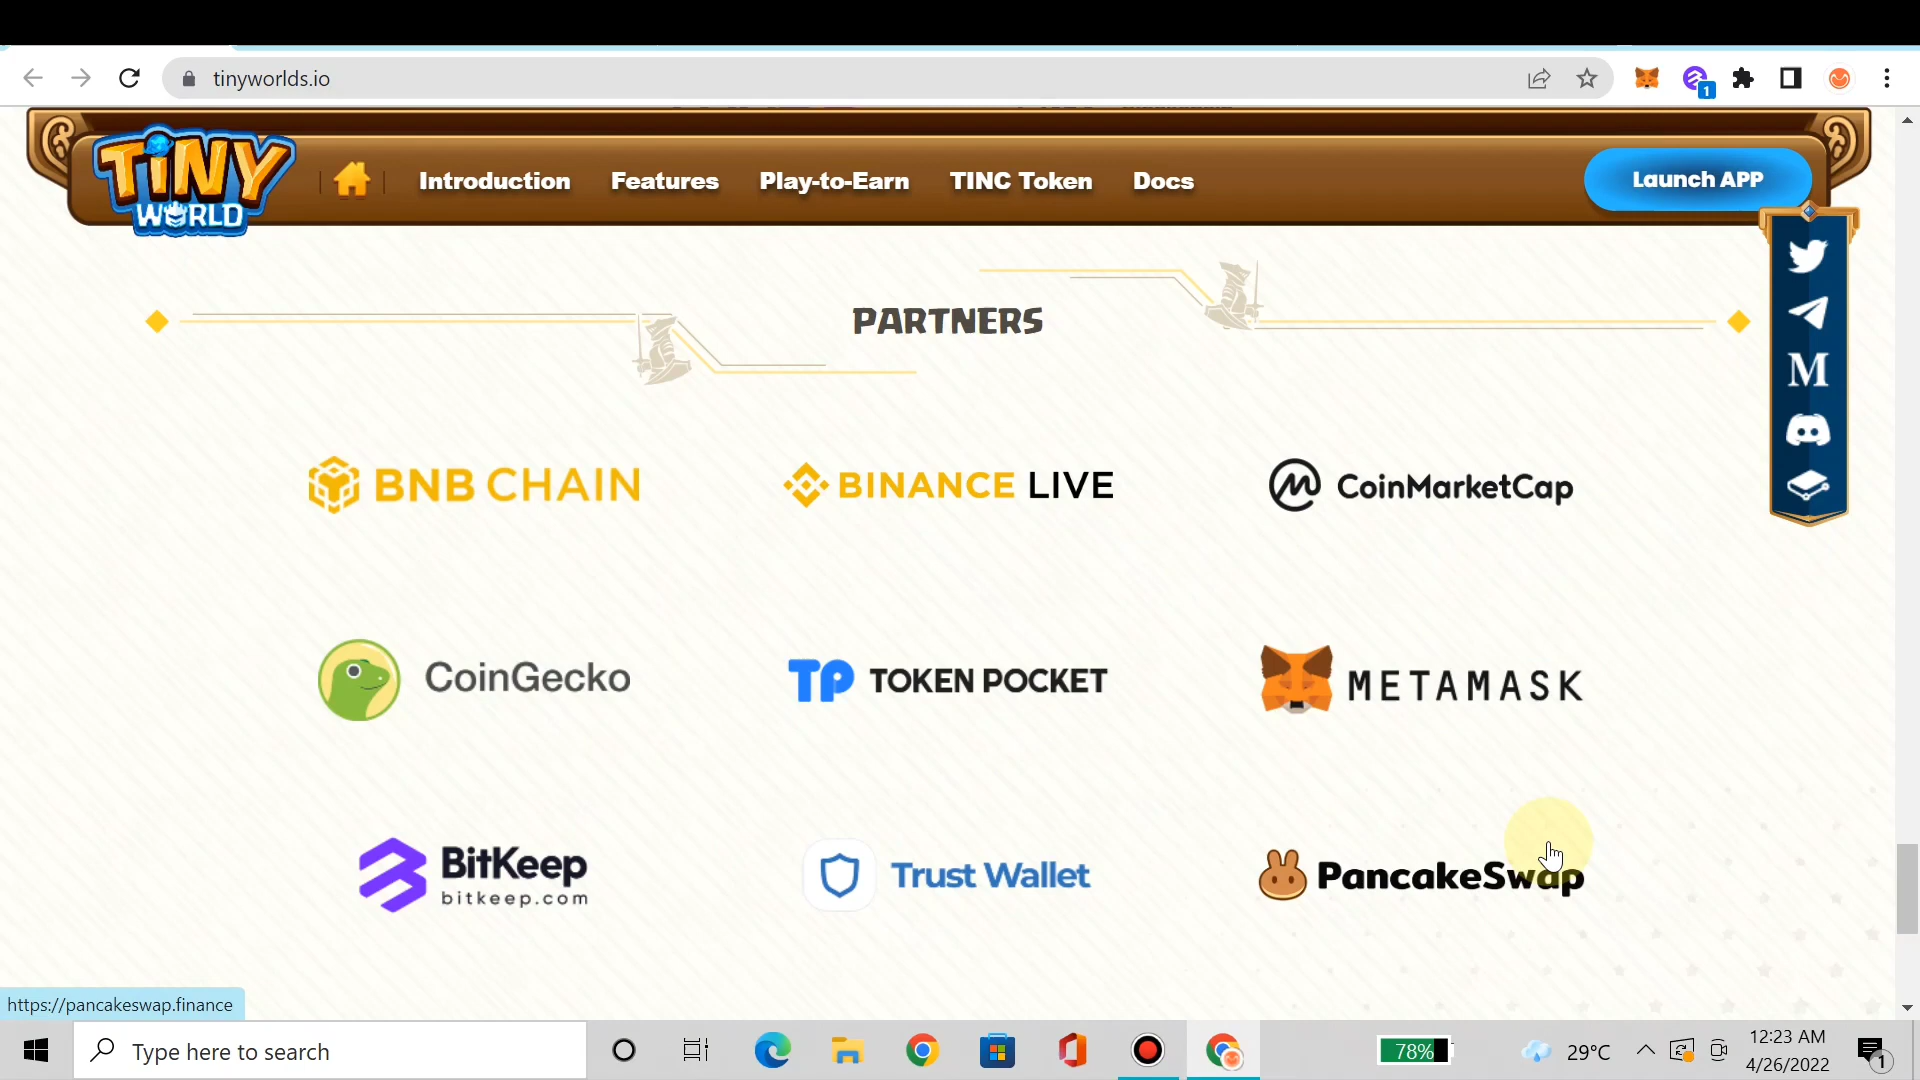 tinyworlds.io
1
TiNY
WORLD
Introduction
Features
Play-to-Earn
TINC Token
Docs
Launch APP
PARTNERS
M
BNB CHAIN
BINANCE LIVE
CoinMarketCap
CoinGecko
TP TOKEN POCKET
METAMASK
BitKeep
bitkeep.com
Trust Wallet
PancakeSwap
https://pancakeswap.finance
Type here to search
78%
29°C
12:23 AM
4/26/2022
1